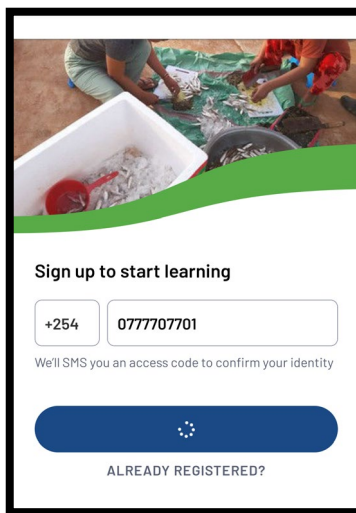 Sign up to start learning
+254 0777707701
We'll SMS you an access code to confirm your identity
ALREADY REGISTERED?